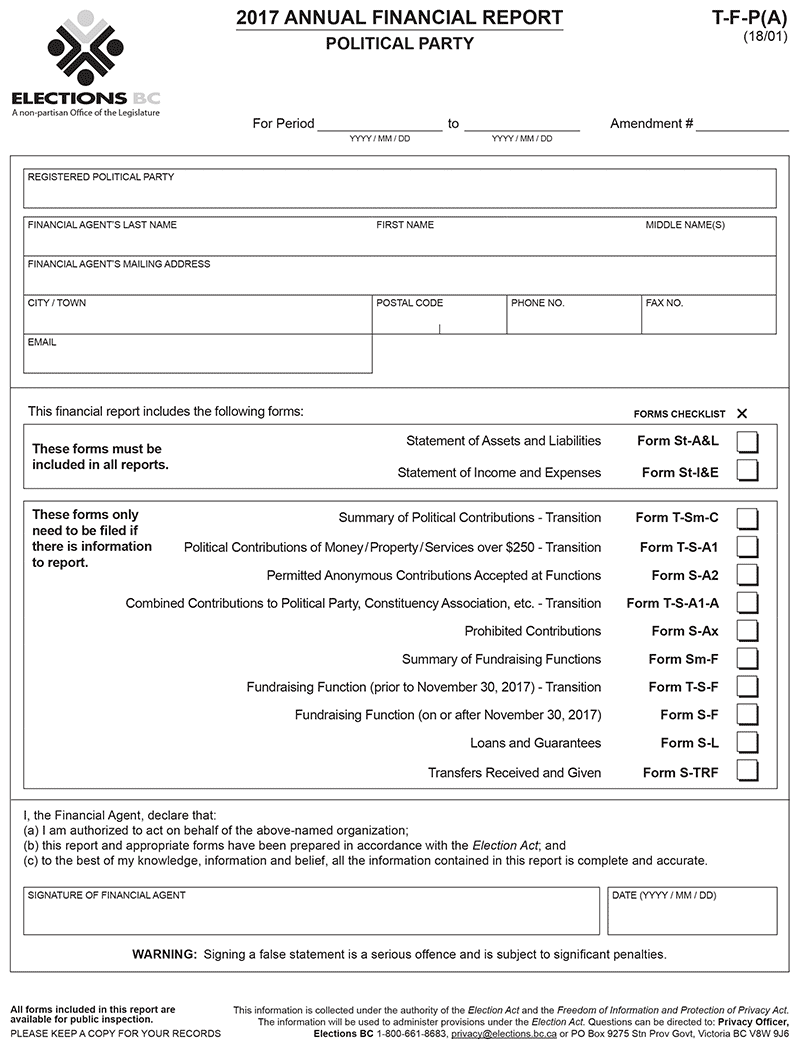 2017 ANNUAL FINANCIAL REPORT
POLITICAL PARTY
T-F-P(A)
(18/01)
ELECTIONS BC
A non-partisan Office of the Legislature
For Period ____ to ____ Amendment # ____
YYYY / MM / DD YYYY / MM / DD
REGISTERED POLITICAL PARTY
FINANCIAL AGENT'S LAST NAME FIRST NAME MIDDLE NAME(S)
FINANCIAL AGENT'S MAILING ADDRESS
CITY / TOWN POSTAL CODE PHONE NO. FAX NO.
EMAIL
This financial report includes the following forms: FORMS CHECKLIST ✕
These forms must be
included in all reports.
Statement of Assets and Liabilities Form St-A&L
Statement of Income and Expenses Form St-I&E
These forms only
need to be filed if
there is information
to report.
Summary of Political Contributions - Transition Form T-Sm-C
Political Contributions of Money/Property/Services over $250 - Transition Form T-S-A1
Permitted Anonymous Contributions Accepted at Functions Form S-A2
Combined Contributions to Political Party, Constituency Association, etc. - Transition Form T-S-A1-A
Prohibited Contributions Form S-Ax
Summary of Fundraising Functions Form Sm-F
Fundraising Function (prior to November 30, 2017) - Transition Form T-S-F
Fundraising Function (on or after November 30, 2017) Form S-F
Loans and Guarantees Form S-L
Transfers Received and Given Form S-TRF
I, the Financial Agent, declare that:
(a) I am authorized to act on behalf of the above-named organization;
(b) this report and appropriate forms have been prepared in accordance with the Election Act; and
(c) to the best of my knowledge, information and belief, all the information contained in this report is complete and accurate.
SIGNATURE OF FINANCIAL AGENT DATE (YYYY / MM / DD)
WARNING: Signing a false statement is a serious offence and is subject to significant penalties.
All forms included in this report are
available for public inspection.
PLEASE KEEP A COPY FOR YOUR RECORDS
This information is collected under the authority of the Election Act and the Freedom of Information and Protection of Privacy Act.
The information will be used to administer provisions under the Election Act. Questions can be directed to: Privacy Officer,
Elections BC 1-800-661-8683, privacy@elections.bc.ca or PO Box 9275 Stn Prov Govt, Victoria BC V8W 9J6